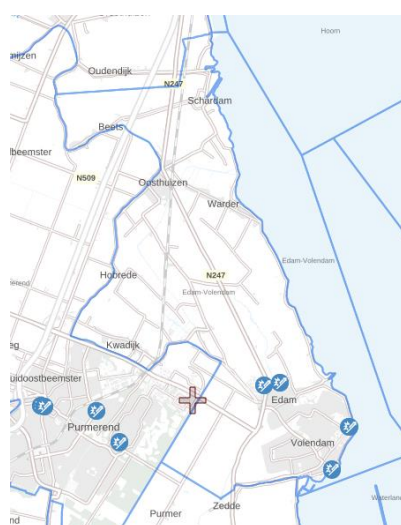 Hoorn
Oudendijk
N247
Schardam
Beets
N509
Oosthuizen
Warder
Edam-Volendam
Hobrede
N247
Edam-Volendam
Kwadijk
uidoostbeemster
Edam
Purmerend
Volendam
Zedde
Purmer